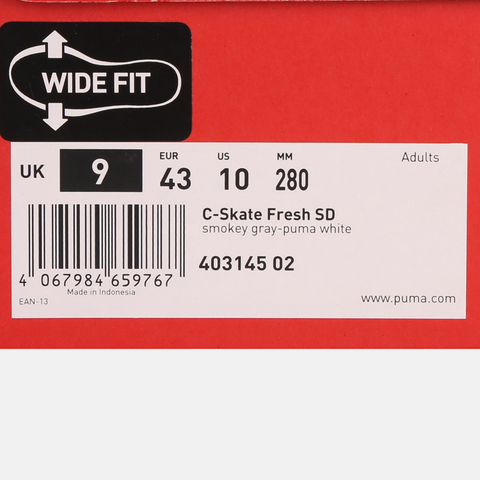 WIDE FIT
Adults
UK 9 EUR 43 US 10 MM 280
C-Skate Fresh SD
smokey gray-puma white
403145 02
4 067984 659767
Made in Indonesia
EAN-13
www.puma.com